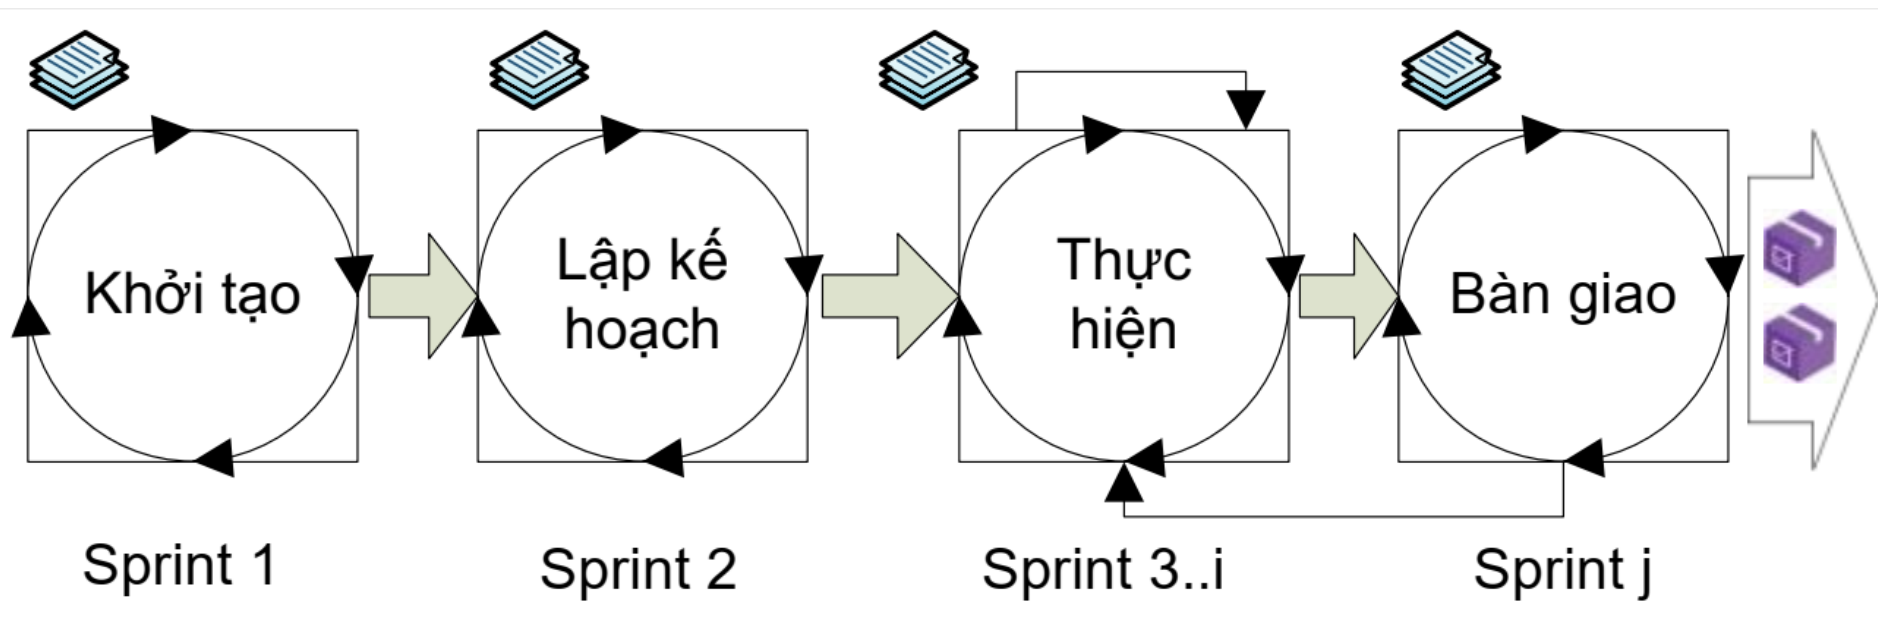 Khởi tạo
Lập kế
hoạch
Thực
hiện
Bàn giao
Sprint 1
Sprint 2
Sprint 3..i
Sprint j